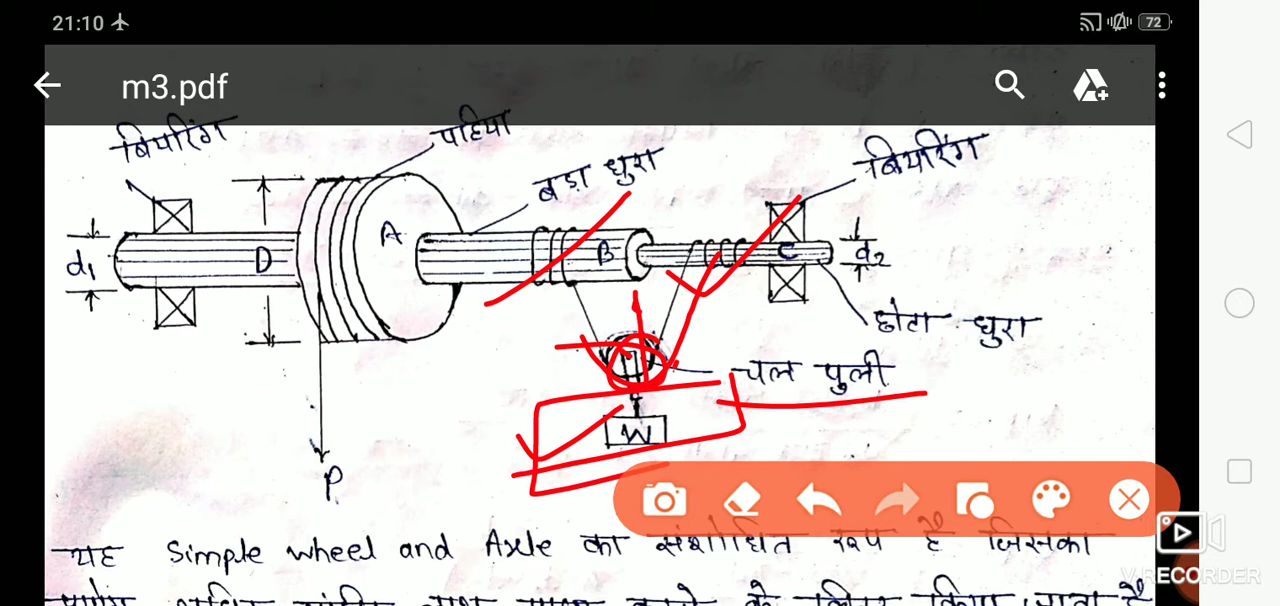 21:10
72
m3.pdf
बियरिंग
पहिया
बड़ा धुरा
बियरिंग
d1
D
A
B
C
d2
छोटा धुरा
चल पुली
W
P
यह Simple wheel and Axle का संशोधित रूप है जिसका
लिए किया जाता है
V RECORDER